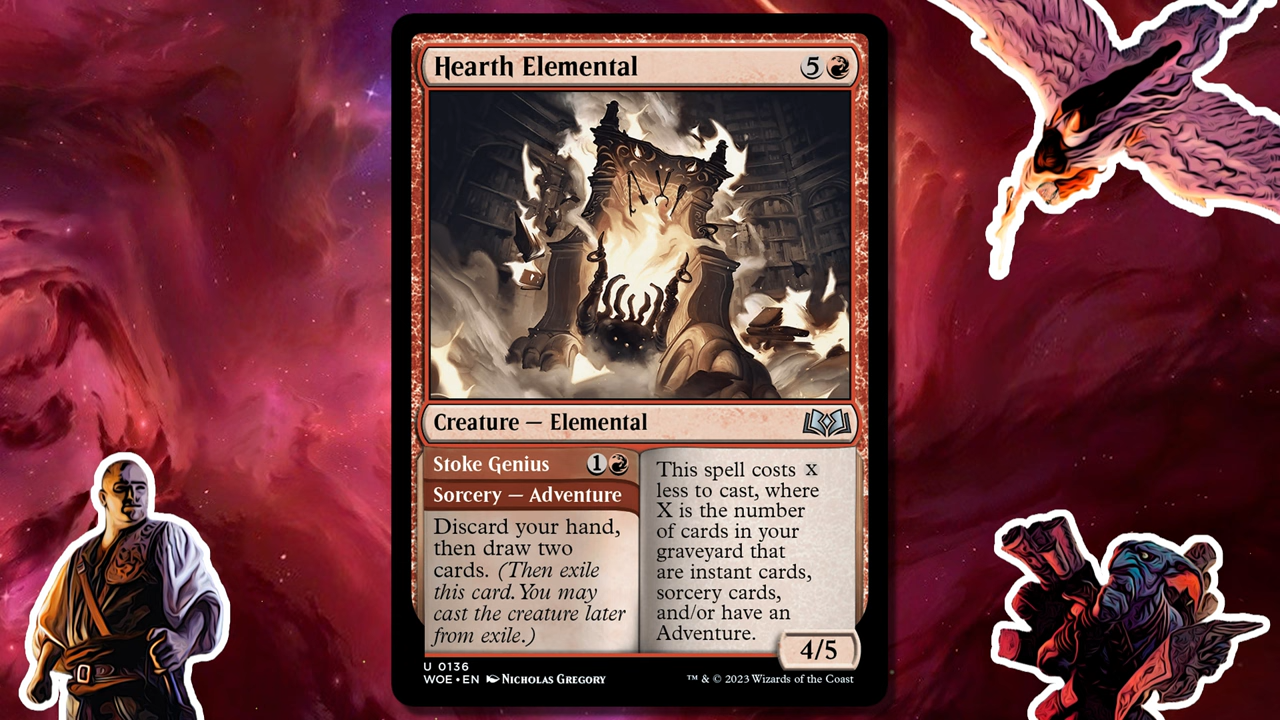 Hearth Elemental 5
Creature — Elemental
Stoke Genius 1
Sorcery — Adventure
Discard your hand,
then draw two
cards. (Then exile
this card. You may
cast the creature later
from exile.)
This spell costs X
less to cast, where
X is the number
of cards in your
graveyard that
are instant cards,
sorcery cards,
and/or have an
Adventure.
4/5
U 0136
WOE • EN Nicholas Gregory
™ & © 2023 Wizards of the Coast